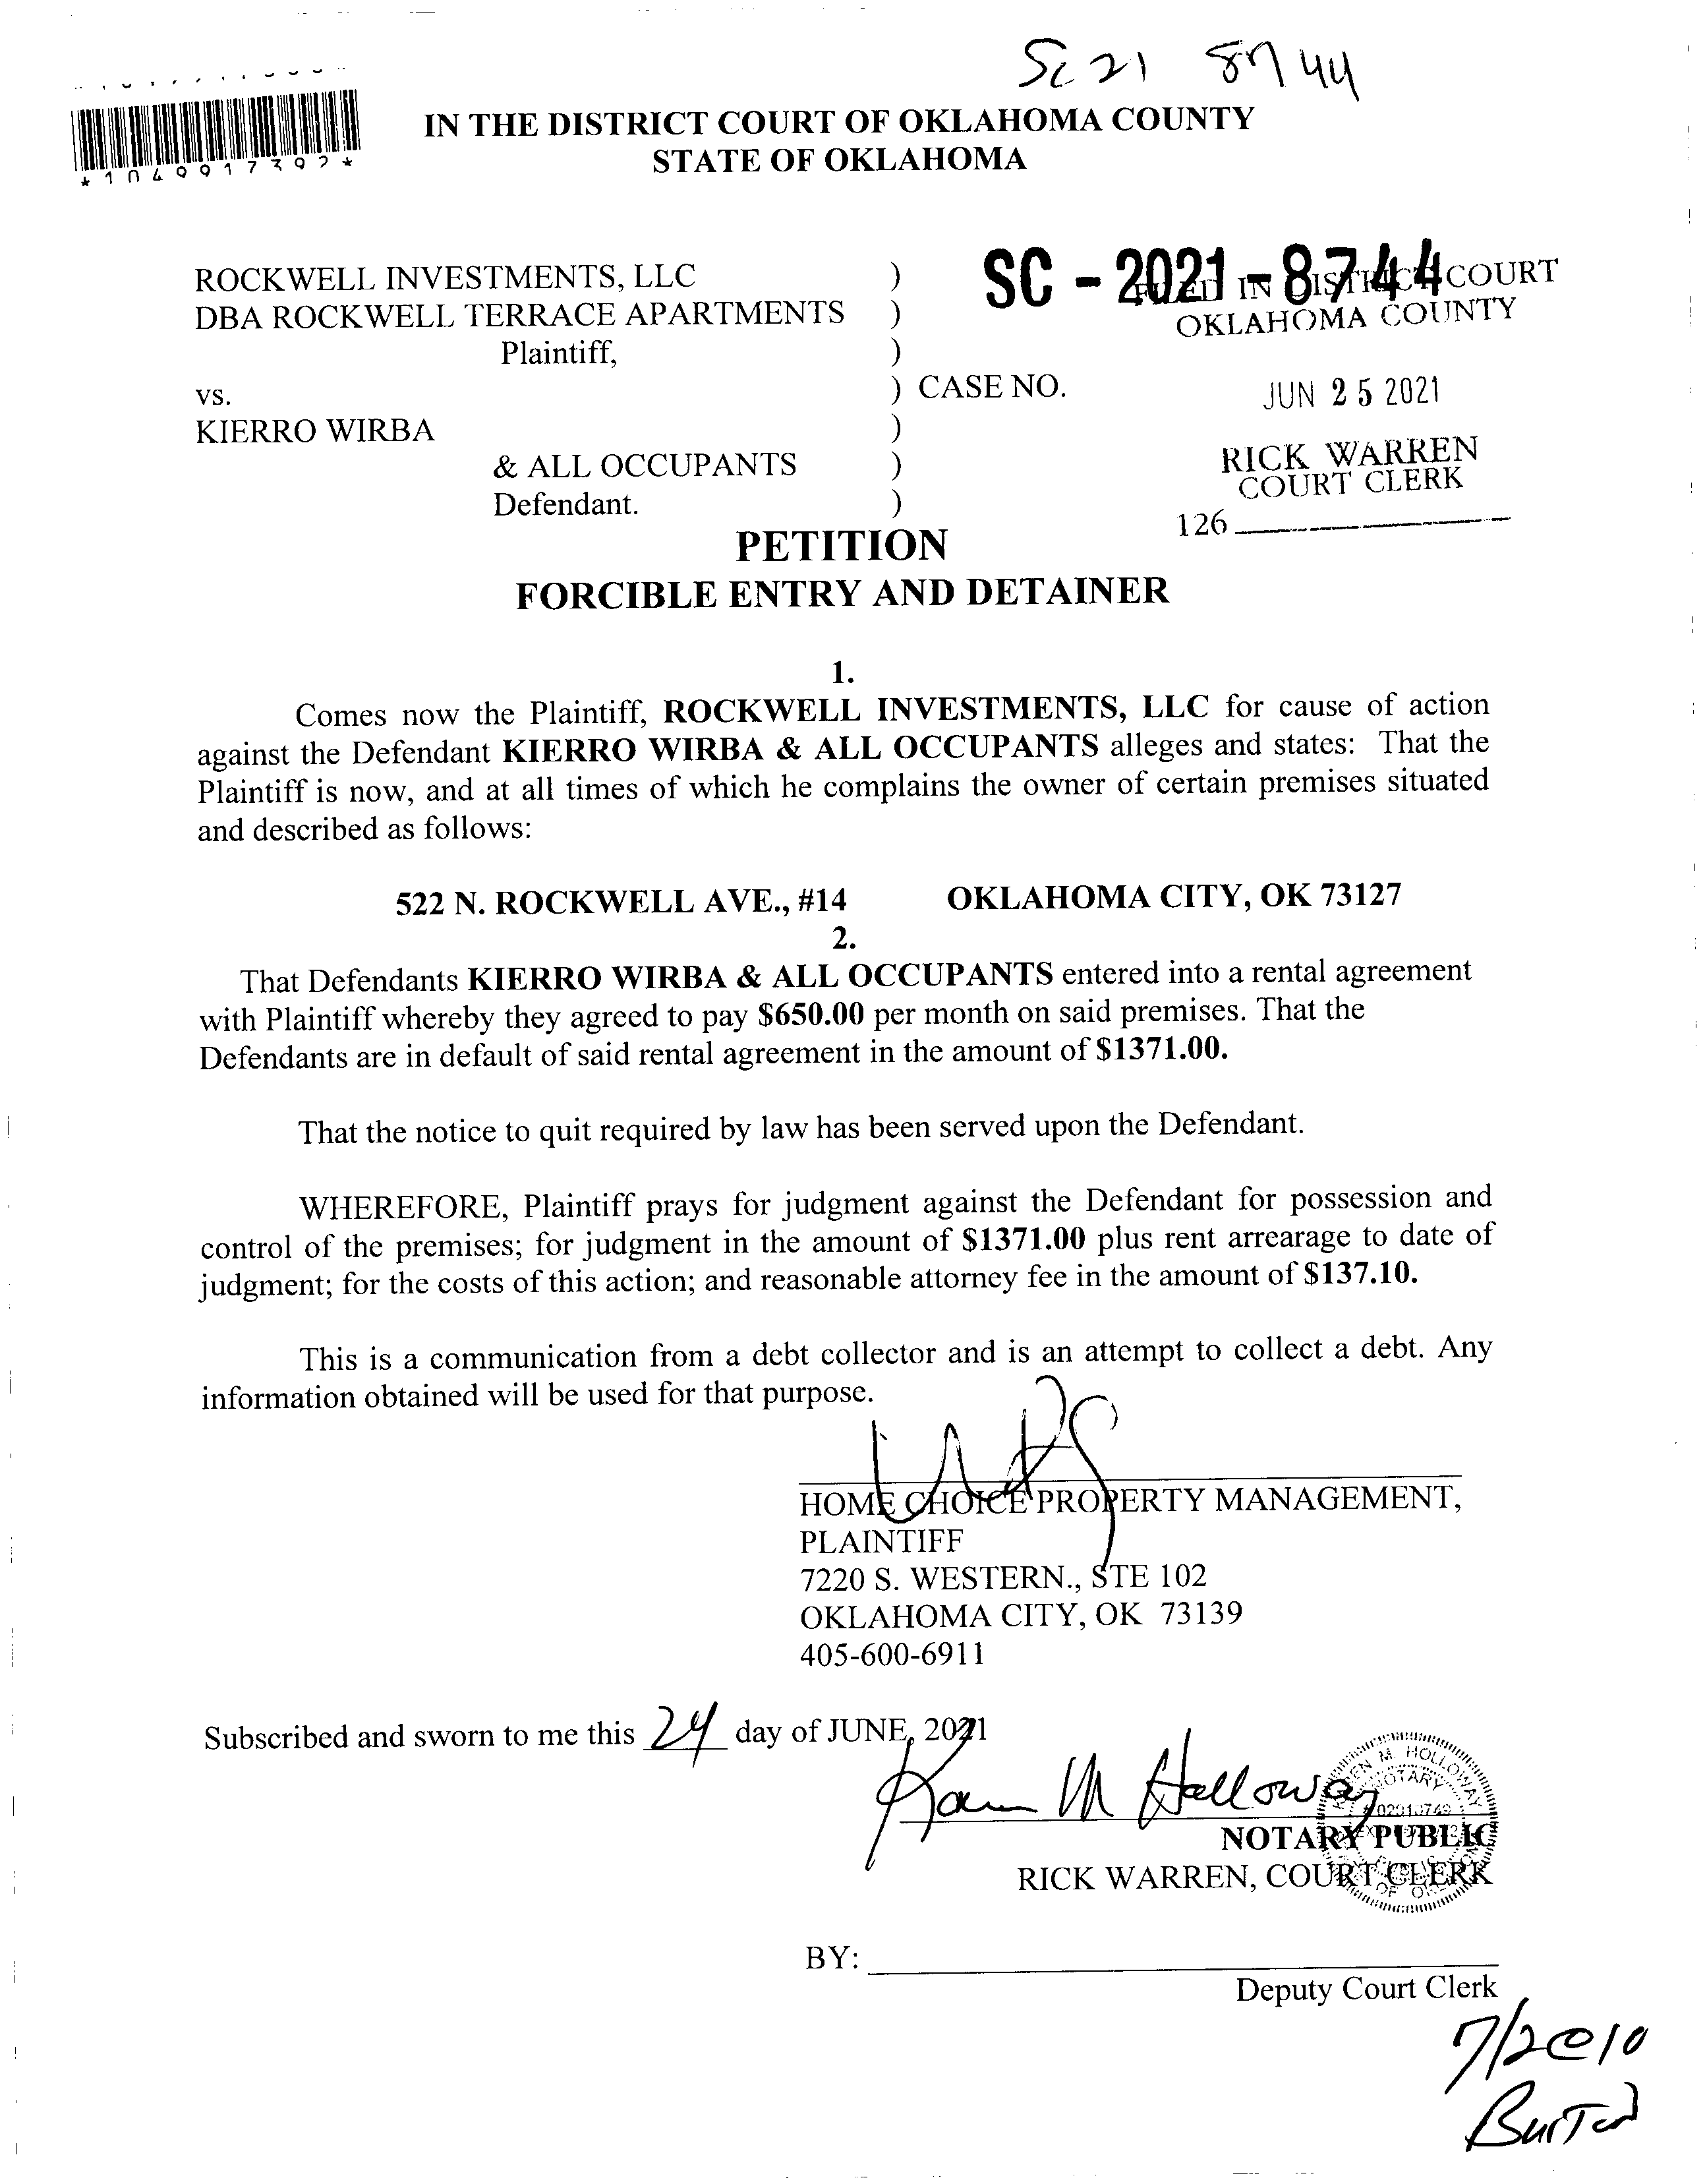 SC 21 8744
IN THE DISTRICT COURT OF OKLAHOMA COUNTY
STATE OF OKLAHOMA
*1049917392*
SC - 2021 - 8744
FILED IN DISTRICT COURT
OKLAHOMA COUNTY
JUN 25 2021
RICK WARREN
COURT CLERK
126
ROCKWELL INVESTMENTS, LLC )
DBA ROCKWELL TERRACE APARTMENTS )
Plaintiff, )
vs. ) CASE NO.
KIERRO WIRBA )
& ALL OCCUPANTS )
Defendant. )
PETITION
FORCIBLE ENTRY AND DETAINER
1.
Comes now the Plaintiff, ROCKWELL INVESTMENTS, LLC for cause of action
against the Defendant KIERRO WIRBA & ALL OCCUPANTS alleges and states: That the
Plaintiff is now, and at all times of which he complains the owner of certain premises situated
and described as follows:
522 N. ROCKWELL AVE., #14 OKLAHOMA CITY, OK 73127
2.
That Defendants KIERRO WIRBA & ALL OCCUPANTS entered into a rental agreement
with Plaintiff whereby they agreed to pay $650.00 per month on said premises. That the
Defendants are in default of said rental agreement in the amount of $1371.00.
That the notice to quit required by law has been served upon the Defendant.
WHEREFORE, Plaintiff prays for judgment against the Defendant for possession and
control of the premises; for judgment in the amount of $1371.00 plus rent arrearage to date of
judgment; for the costs of this action; and reasonable attorney fee in the amount of $137.10.
This is a communication from a debt collector and is an attempt to collect a debt. Any
information obtained will be used for that purpose.
HOME CHOICE PROPERTY MANAGEMENT,
PLAINTIFF
7220 S. WESTERN., STE 102
OKLAHOMA CITY, OK 73139
405-600-6911
Subscribed and sworn to me this 24 day of JUNE, 2021
Karen M Holloway
NOTARY PUBLIC
RICK WARREN, COURT CLERK
KAREN M. HOLLOWAY
NOTARY
PUBLIC
BY:
Deputy Court Clerk
7/2@10
Burton